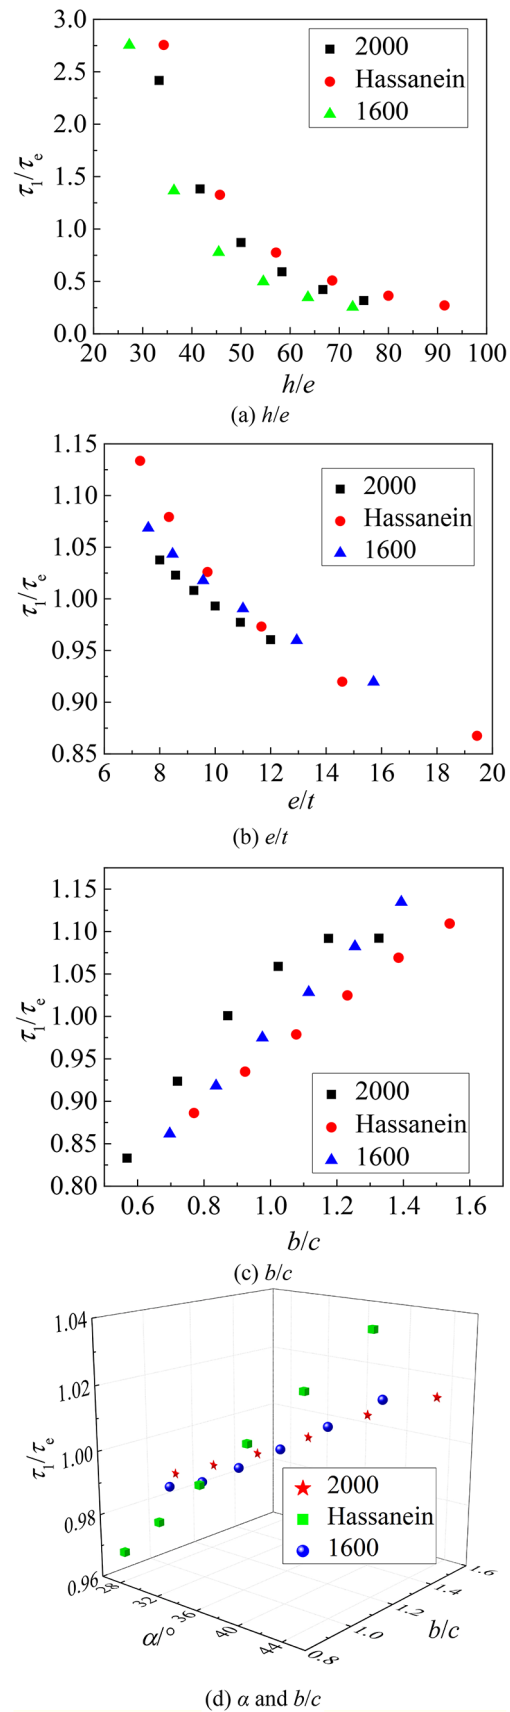 3.0
2.5
2.0
1.5
1.0
0.5
0.0
τl/τe
2000
Hassanein
1600
20 30 40 50 60 70 80 90 100
h/e
(a) h/e
1.15
1.10
1.05
1.00
0.95
0.90
0.85
τl/τe
2000
Hassanein
1600
6 8 10 12 14 16 18 20
e/t
(b) e/t
1.15
1.10
1.05
1.00
0.95
0.90
0.85
0.80
τl/τe
2000
Hassanein
1600
0.6 0.8 1.0 1.2 1.4 1.6
b/c
(c) b/c
1.04
1.02
1.00
0.98
0.96
τl/τe
2000
Hassanein
1600
28 32 36 40 44
α/°
0.8 1.0 1.2 1.4 1.6
b/c
(d) α and b/c